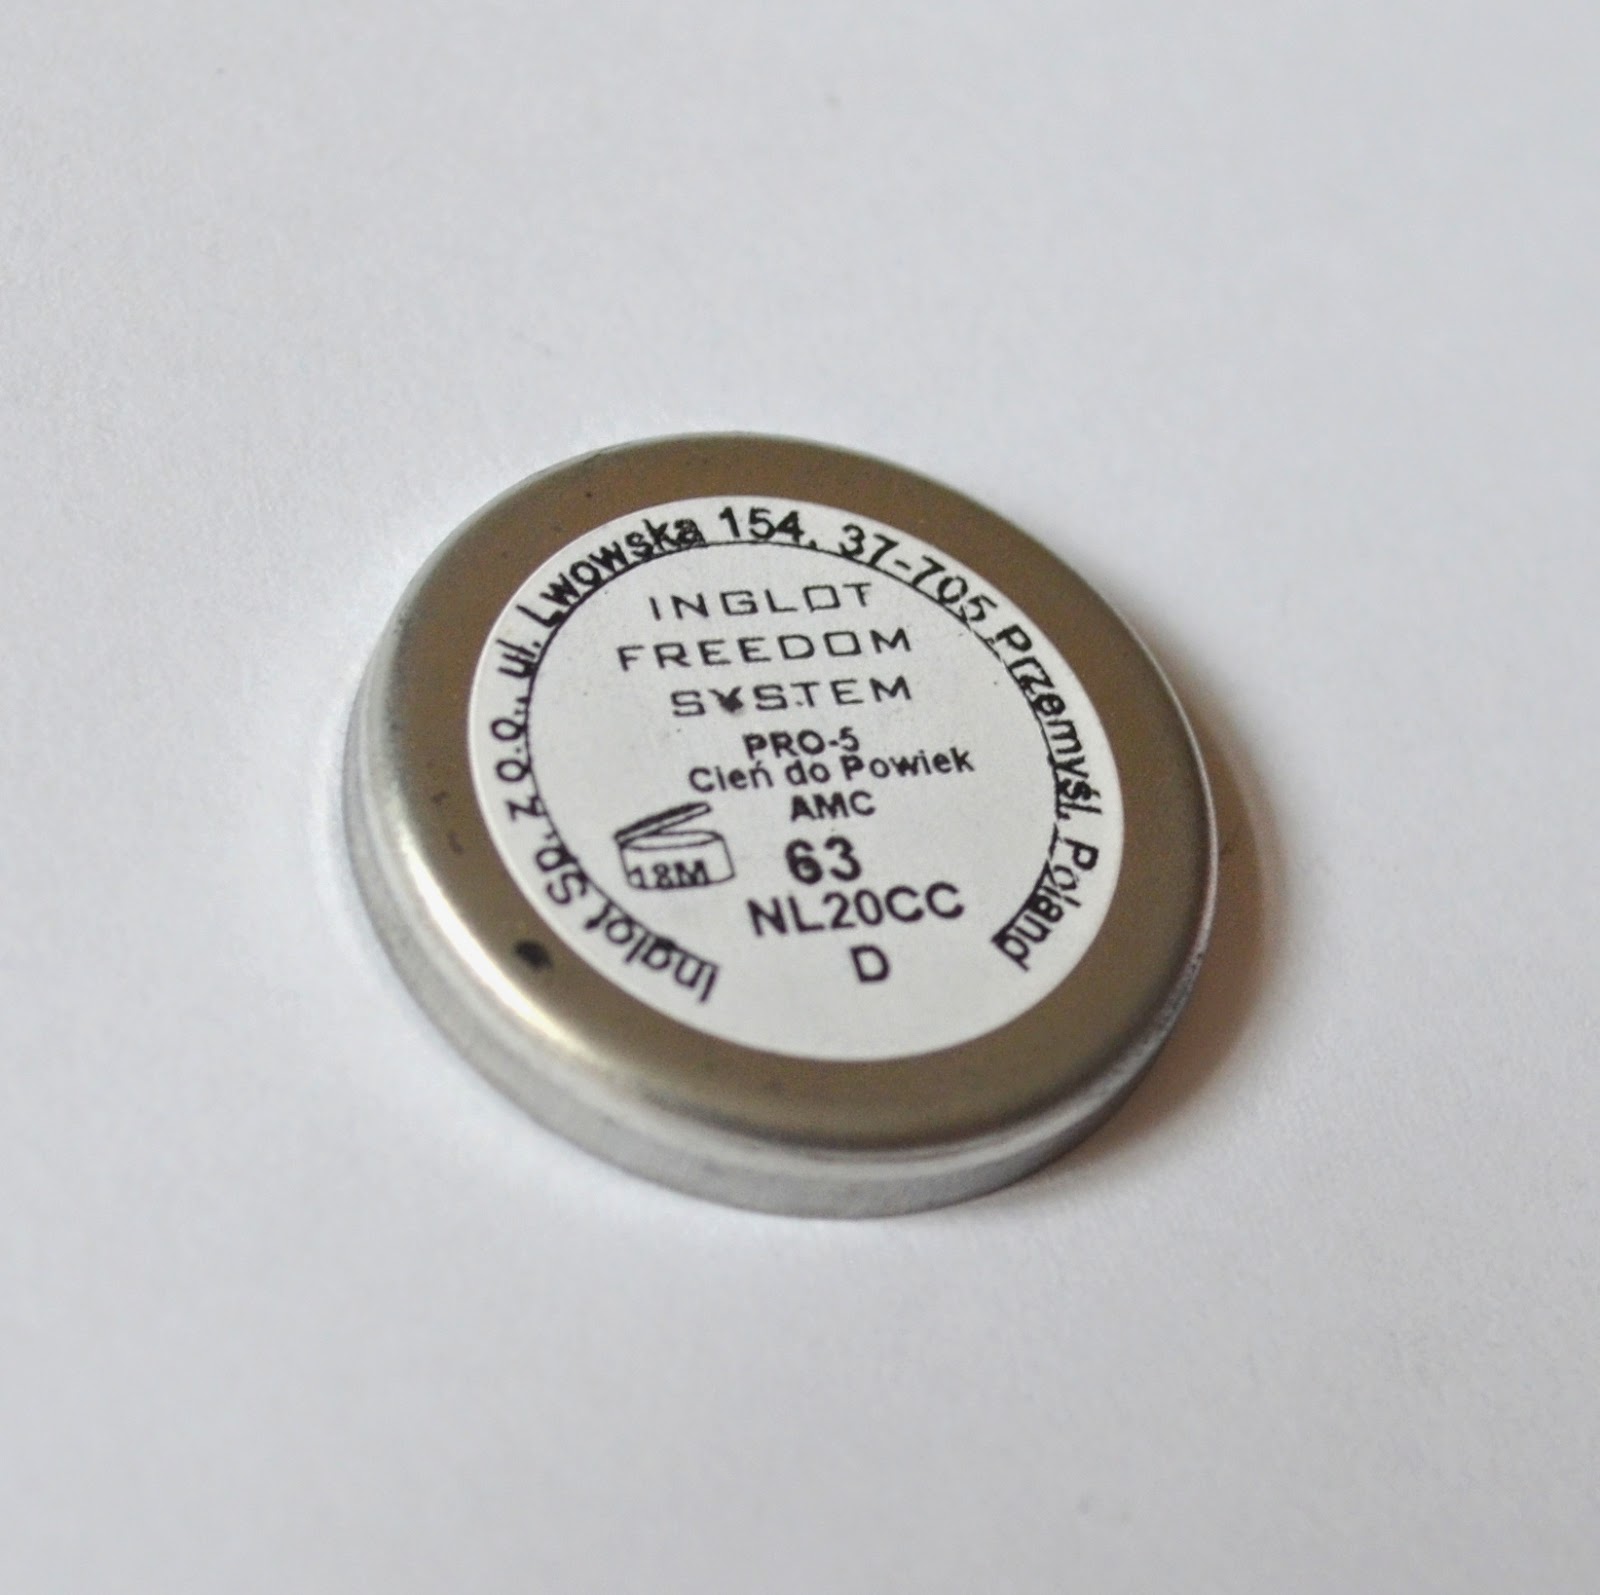 Inglot Sp. z o.o., ul. Lwowska 154, 37-705 Przemyśl, Poland
INGLOT
FREEDOM
SYSTEM
PRO-5
Cień do Powiek
AMC
18M
63
NL20CC
D